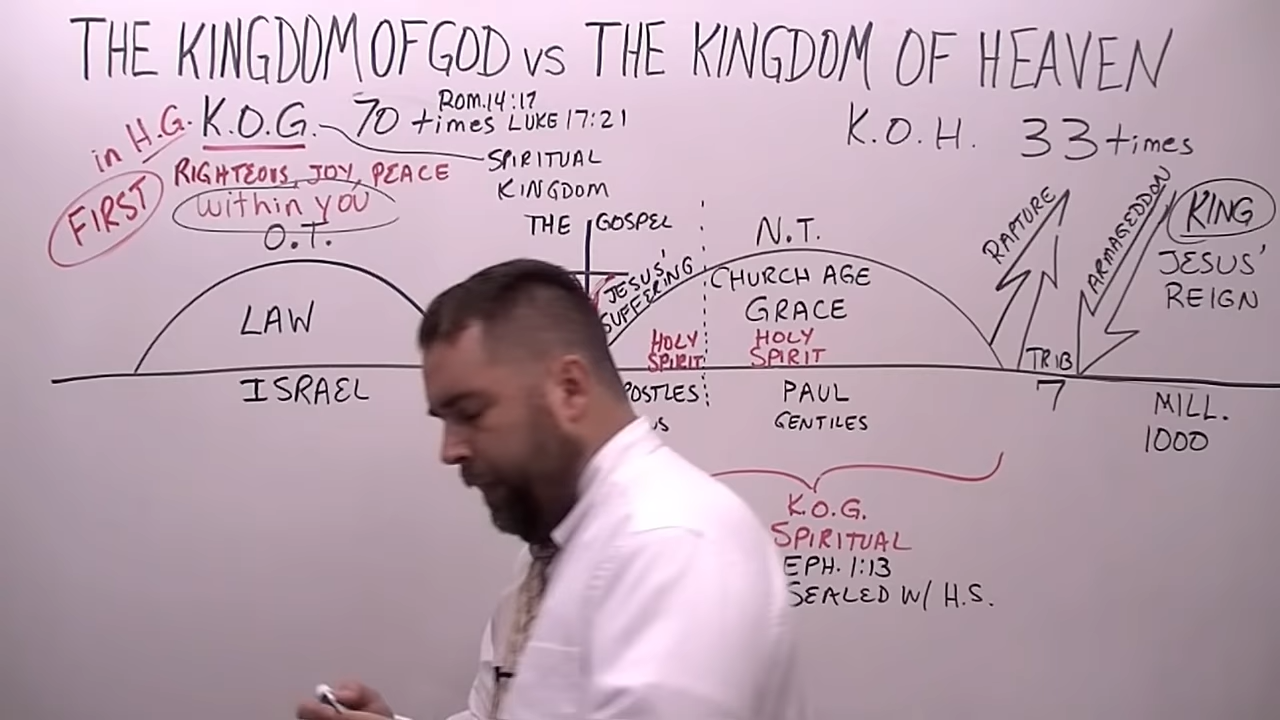 THE KINGDOM OF GOD vs THE KINGDOM OF HEAVEN
in H.G. K.O.G. 70 times
Rom. 14:17
LUKE 17:21
SPIRITUAL
KINGDOM
FIRST
RIGHTEOUS, JOY, PEACE
within you
K.O.H. 33 times
O.T.
LAW
ISRAEL
THE GOSPEL
JESUS'
SUFFERING
HOLY
SPIRIT
N.T.
CHURCH AGE
GRACE
HOLY
SPIRIT
PAUL
GENTILES
RAPTURE
TRIB
7
ARMAGEDDON
KING
JESUS'
REIGN
MILL.
1000
K.O.G.
SPIRITUAL
EPH. 1:13
SEALED W/ H.S.